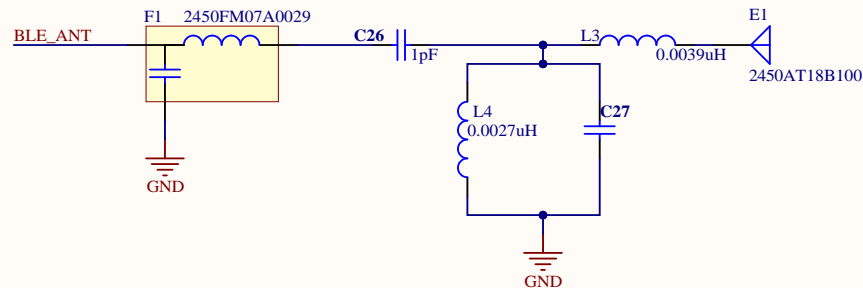 F1 2450FM07A0029
E1
BLE_ANT
C26
L3
1pF
0.0039uH
2450AT18B100
L4
C27
0.0027uH
GND
GND